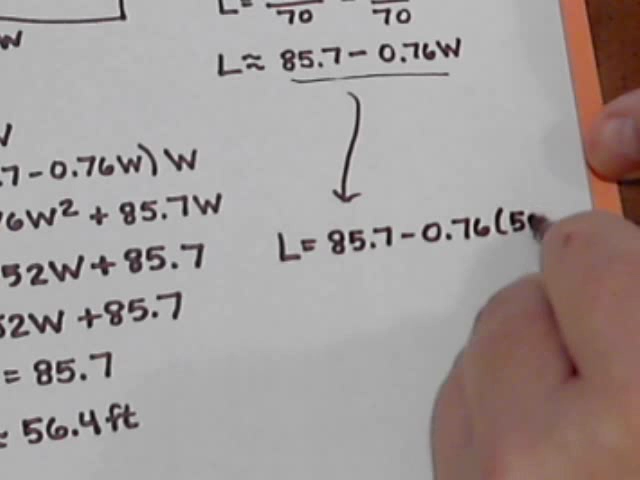 L= 70 - 70
L≈ 85.7 - 0.76W
W
W
.7 - 0.76W) W
76W² + 85.7W
52W + 85.7
52W + 85.7
= 85.7
≈ 56.4 ft
L= 85.7 - 0.76(5